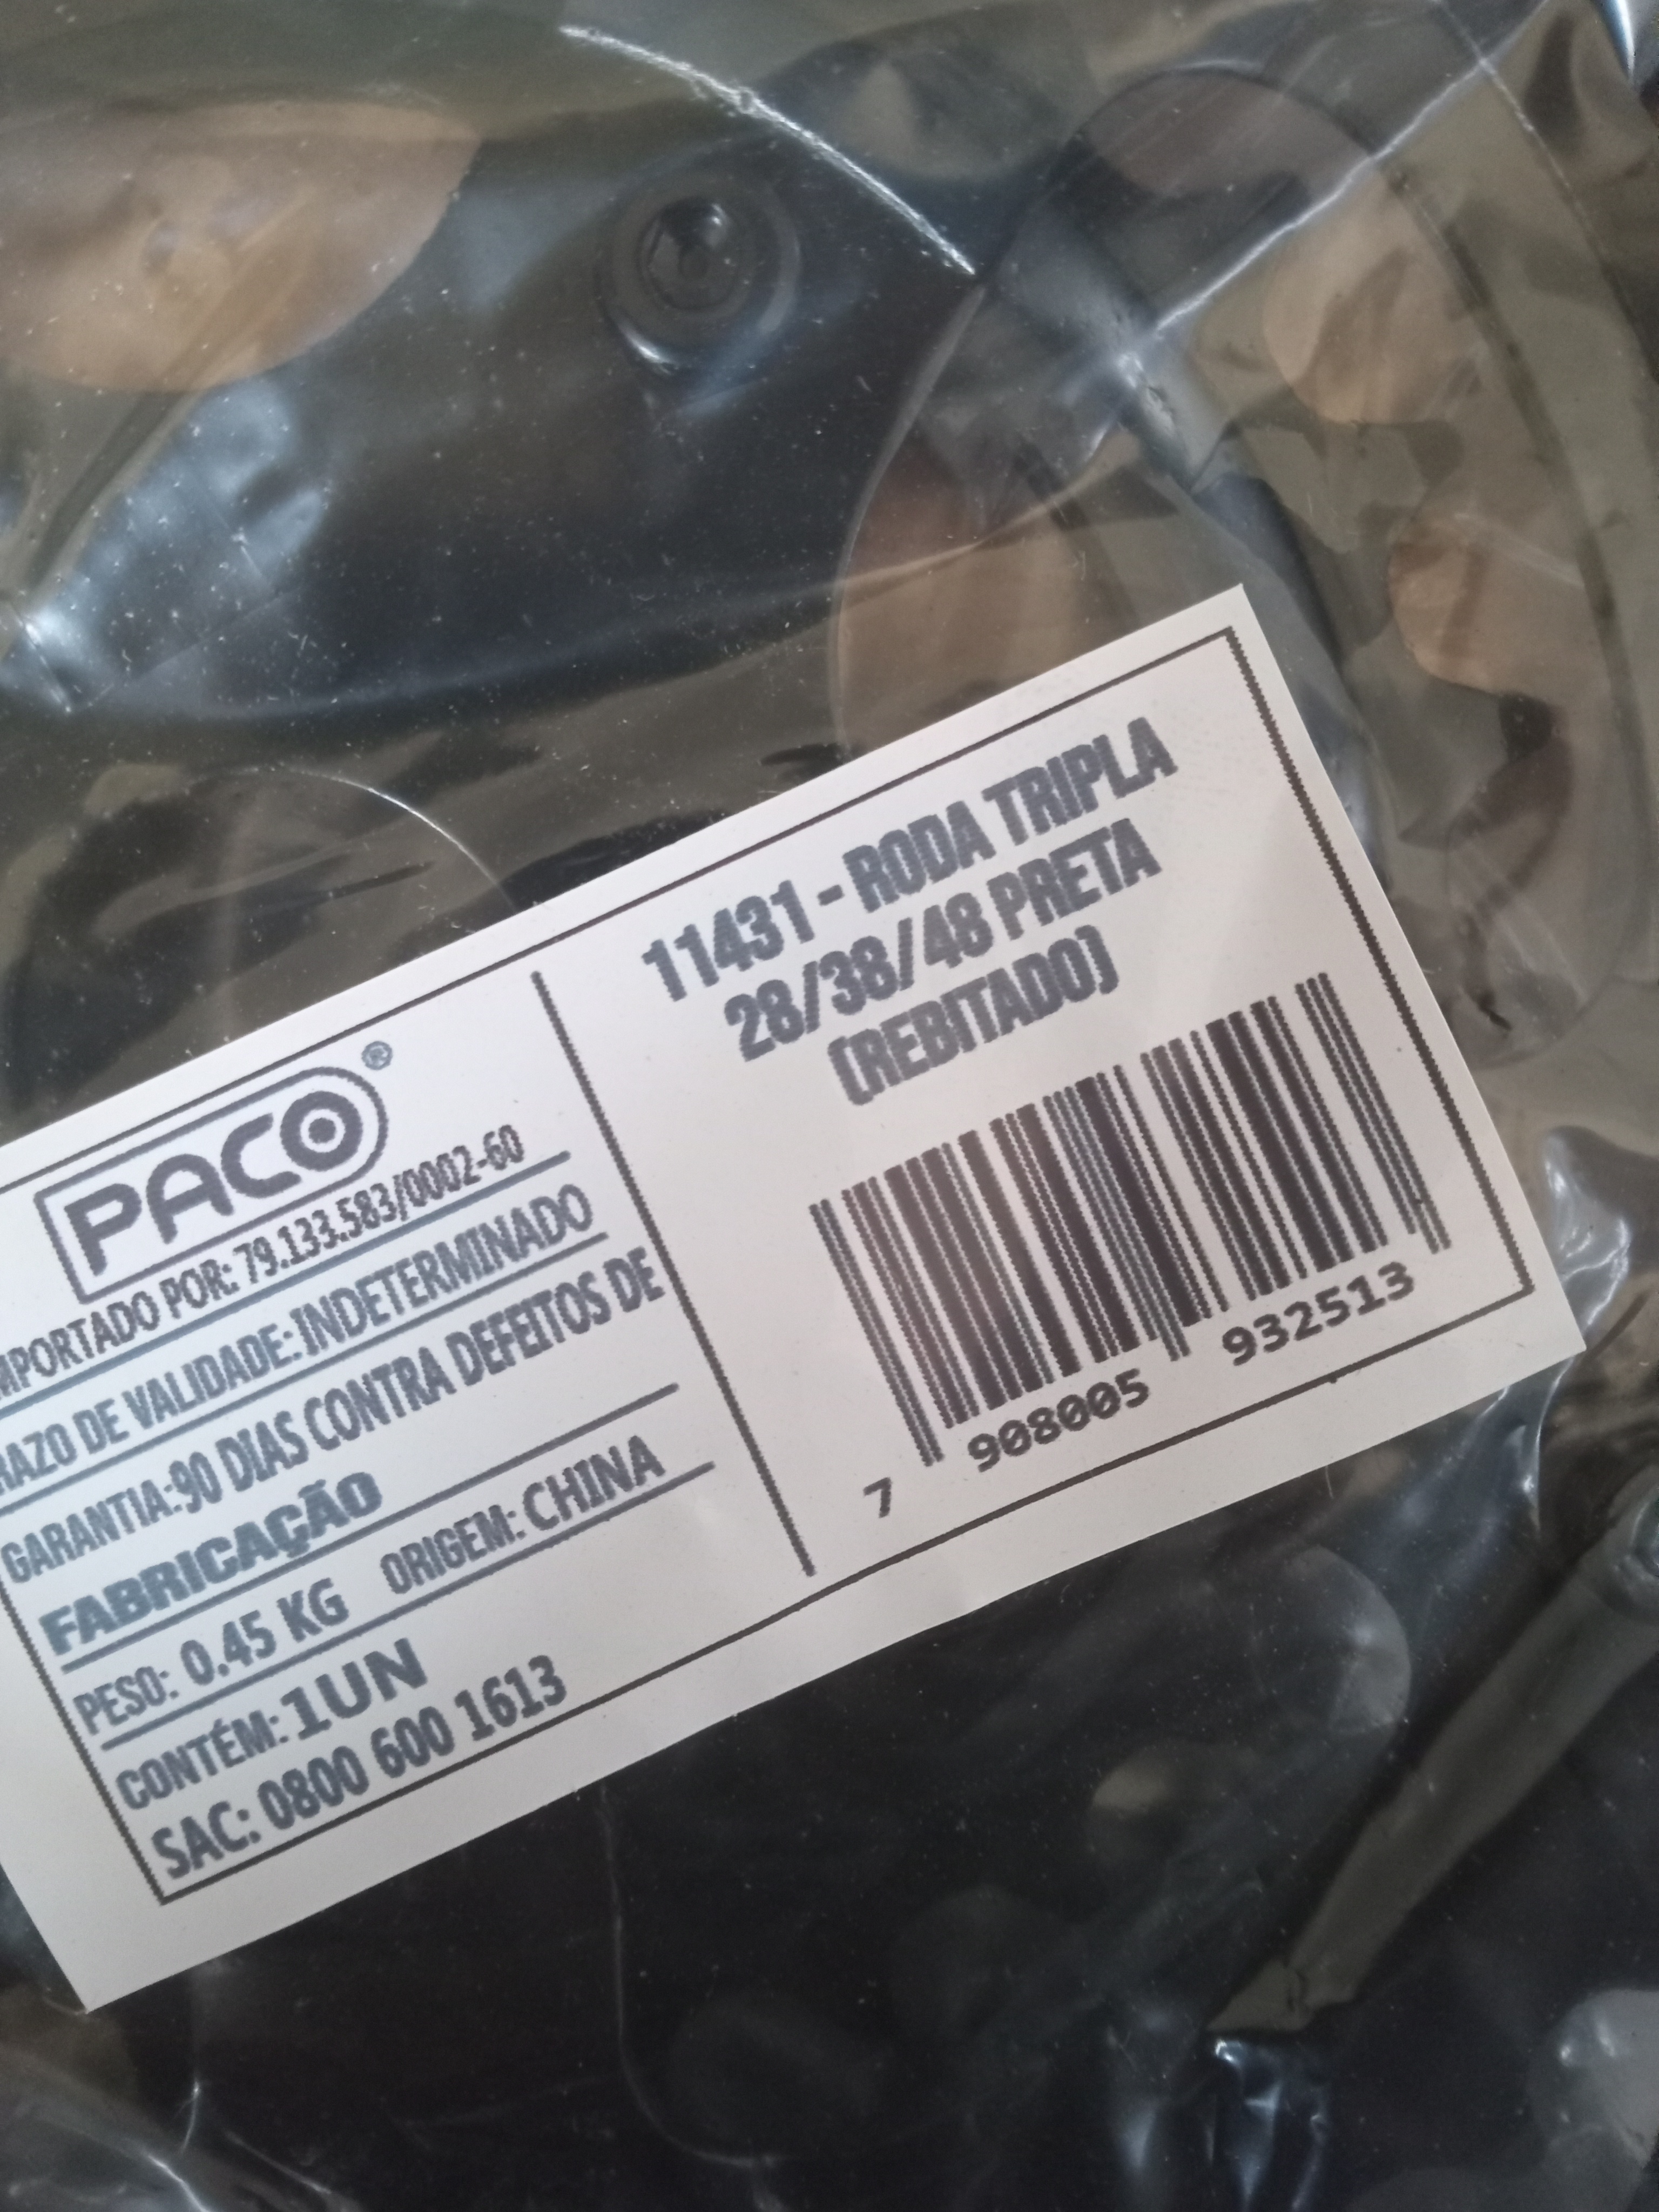 PACO®
IMPORTADO POR: 79.133.583/0002-60
RAZO DE VALIDADE: INDETERMINADO
GARANTIA:90 DIAS CONTRA DEFEITOS DE
FABRICAÇÃO
PESO: 0.45 KG ORIGEM: CHINA
CONTÉM: 1UN
SAC: 0800 600 1613
11431 - RODA TRIPLA
28/38/48 PRETA
(REBITADO)
7 908005 932513